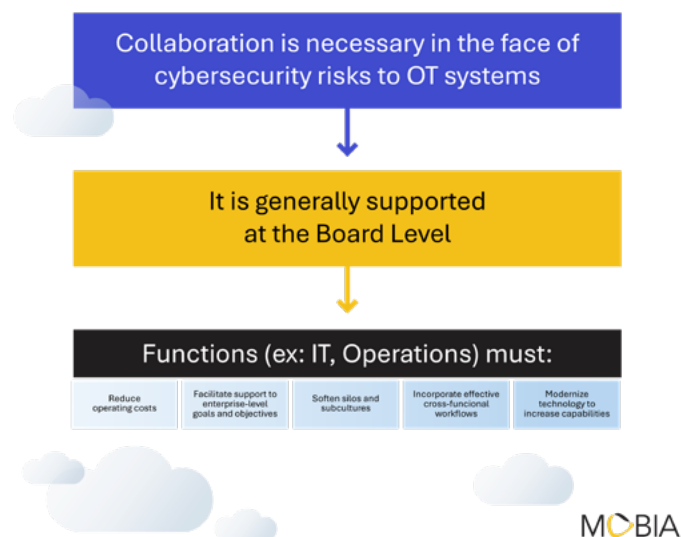 Collaboration is necessary in the face of
cybersecurity risks to OT systems
It is generally supported
at the Board Level
Functions (ex: IT, Operations) must:
Reduce
operating costs
Facilitate support to
enterprise-level
goals and objectives
Soften silos and
subcultures
Incorporate effective
cross-funcional
workflows
Modernize
technology to
increase capabilities
MOBIA